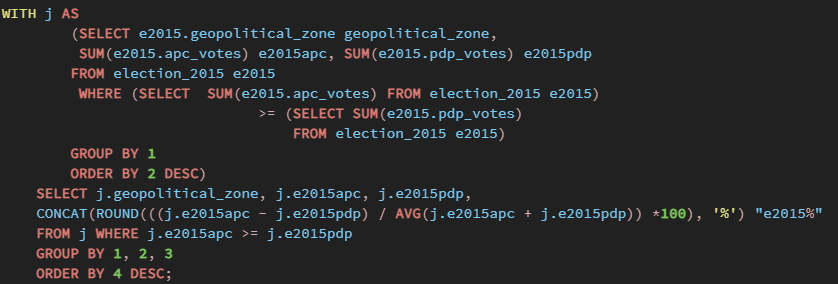 WITH j AS
(SELECT e2015.geopolitical_zone geopolitical_zone,
SUM(e2015.apc_votes) e2015apc, SUM(e2015.pdp_votes) e2015pdp
FROM election_2015 e2015
WHERE (SELECT  SUM(e2015.apc_votes) FROM election_2015 e2015)
>= (SELECT SUM(e2015.pdp_votes)
FROM election_2015 e2015)
GROUP BY 1
ORDER BY 2 DESC)
SELECT j.geopolitical_zone, j.e2015apc, j.e2015pdp,
CONCAT(ROUND(((j.e2015apc - j.e2015pdp) / AVG(j.e2015apc + j.e2015pdp)) *100), '%') "e2015%"
FROM j WHERE j.e2015apc >= j.e2015pdp
GROUP BY 1, 2, 3
ORDER BY 4 DESC;